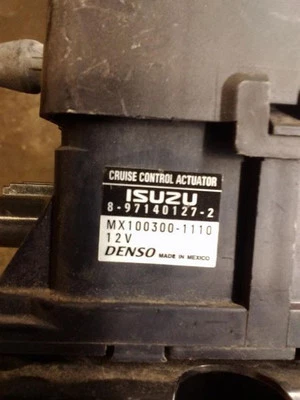 CRUISE CONTROL ACTUATOR
ISUZU
8-97140127-2
MX100300-1110
12V
DENSO MADE IN MEXICO